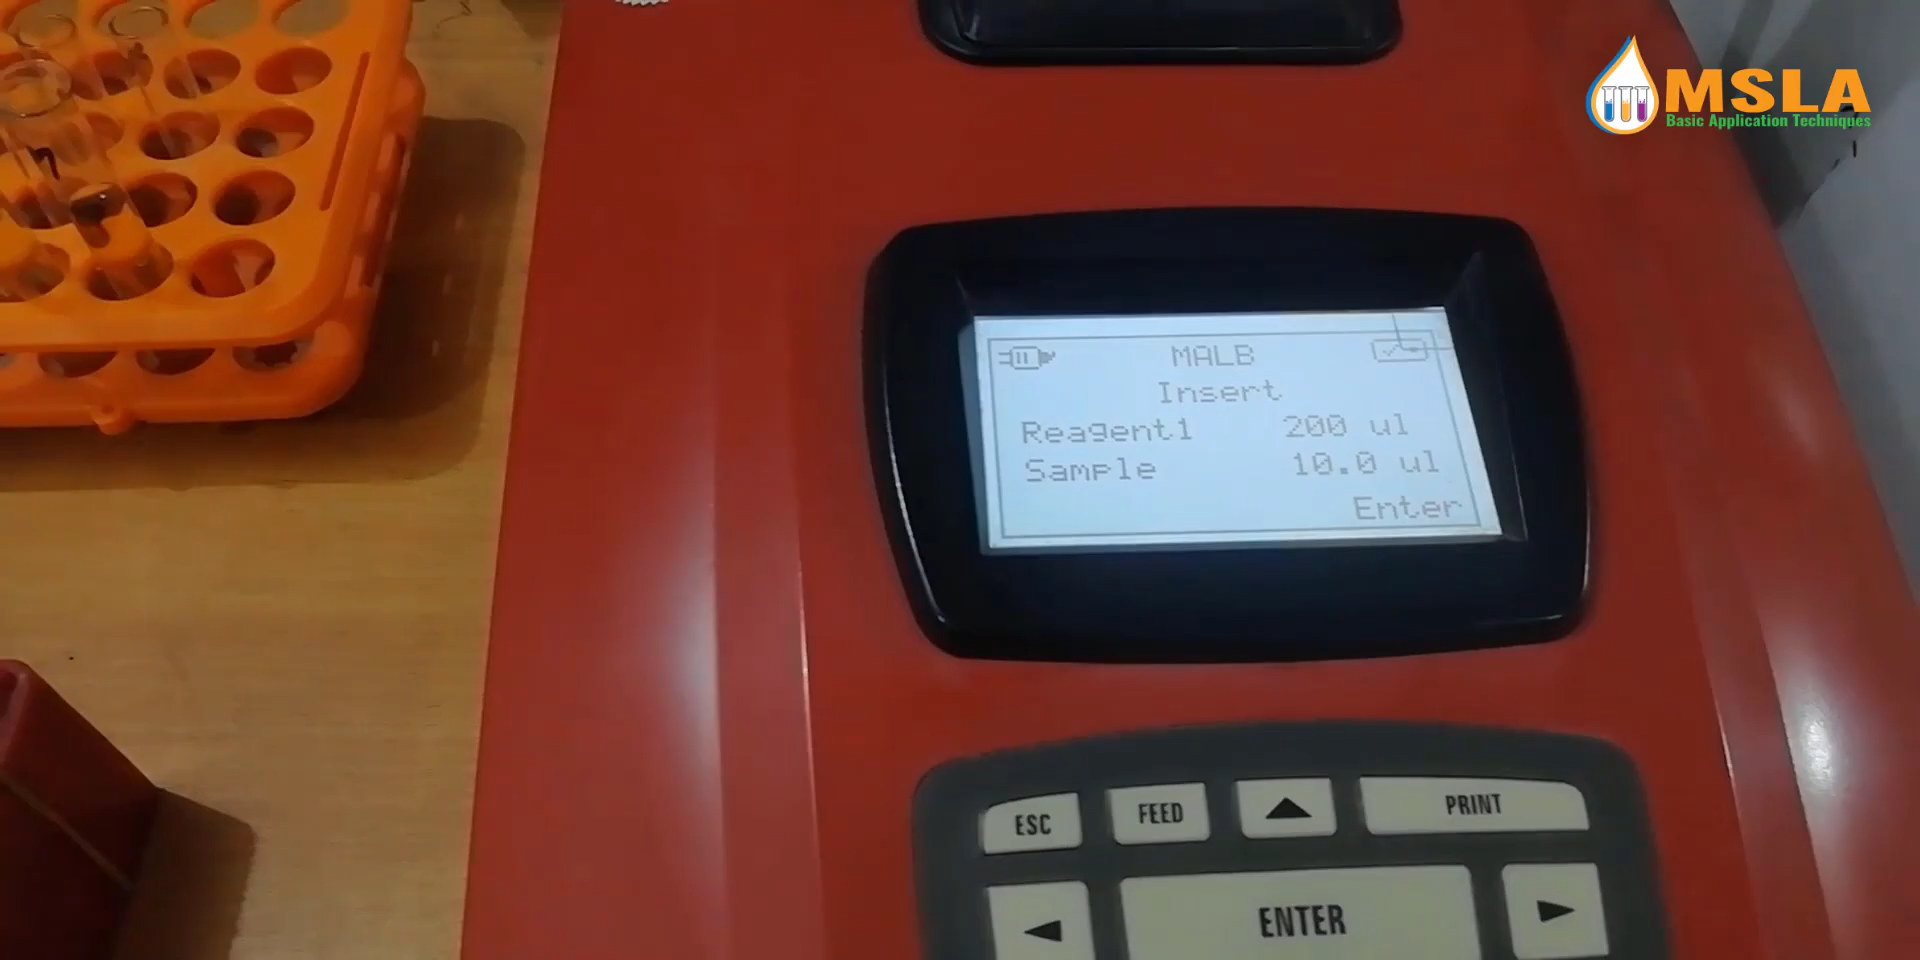 MSLA
Basic Application Techniques
MALB
Insert
Reagent1 200 ul
Sample 10.0 ul
Enter
ESC FEED PRINT
ENTER